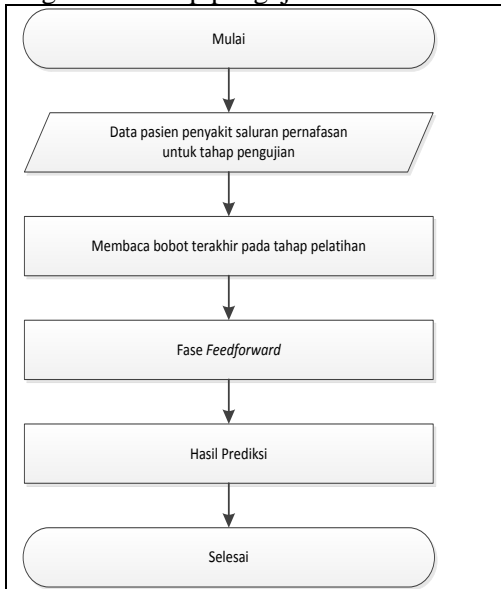 Mulai
Data pasien penyakit saluran pernafasan
untuk tahap pengujian
Membaca bobot terakhir pada tahap pelatihan
Fase Feedforward
Hasil Prediksi
Selesai